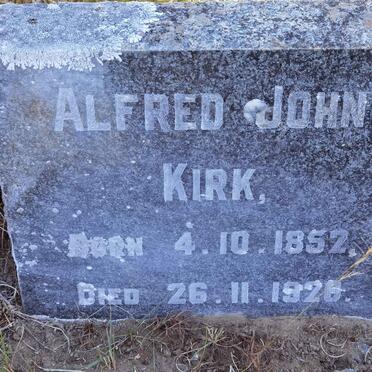 ALFRED JOHN
KIRK,
BORN 4.10.1852.
DIED 26.11.1926.